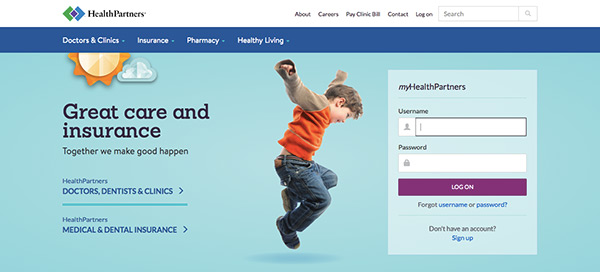 HealthPartners®
About Careers Pay Clinic Bill Contact Log on Search
Doctors & Clinics Insurance Pharmacy Healthy Living
Great care and
insurance
Together we make good happen
HealthPartners
DOCTORS, DENTISTS & CLINICS
HealthPartners
MEDICAL & DENTAL INSURANCE
myHealthPartners
Username
Password
LOG ON
Forgot username or password?
Don't have an account?
Sign up